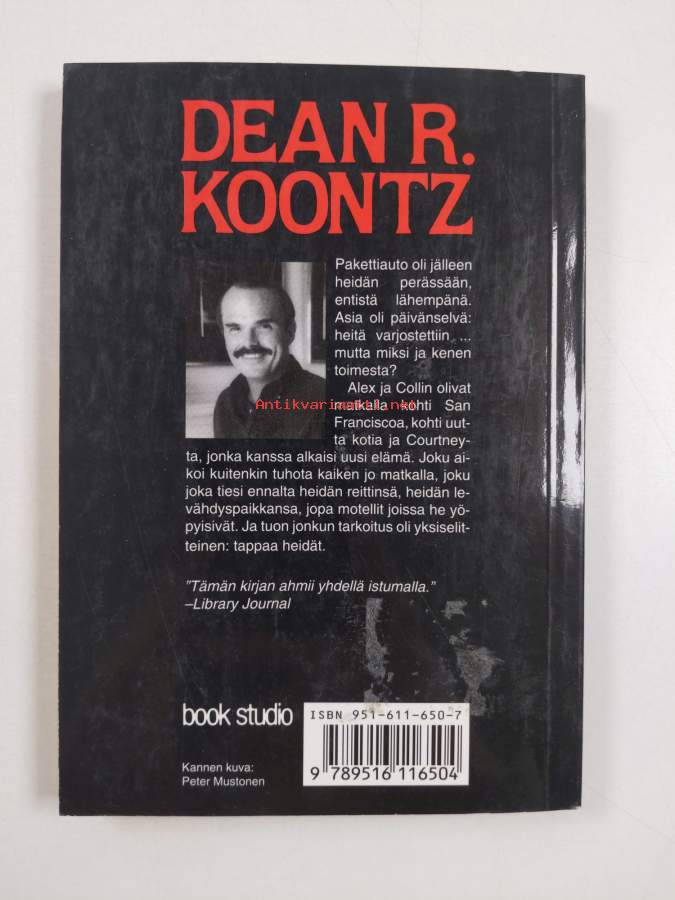 DEAN R.
KOONTZ
Pakettiauto oli jälleen
heidän perässään,
entistä lähempänä.
Asia oli päivänselvä:
heitä varjostettiin ...
mutta miksi ja kenen
toimesta?
Alex ja Collin olivat
matkalla kohti San
Franciscoa, kohti uut-
ta kotia ja Courtney-
ta, jonka kanssa alkaisi uusi elämä. Joku ai-
koi kuitenkin tuhota kaiken jo matkalla, joku
joka tiesi ennalta heidän reittinsä, heidän le-
vähdyspaikkansa, jopa motellit joissa he yö-
pyisivät. Ja tuon jonkun tarkoitus oli yksiselit-
teinen: tappaa heidät.
"Tämän kirjan ahmii yhdellä istumalla."
–Library Journal
book studio
Kannen kuva:
Peter Mustonen
ISBN 951-611-650-7
9 789516 116504